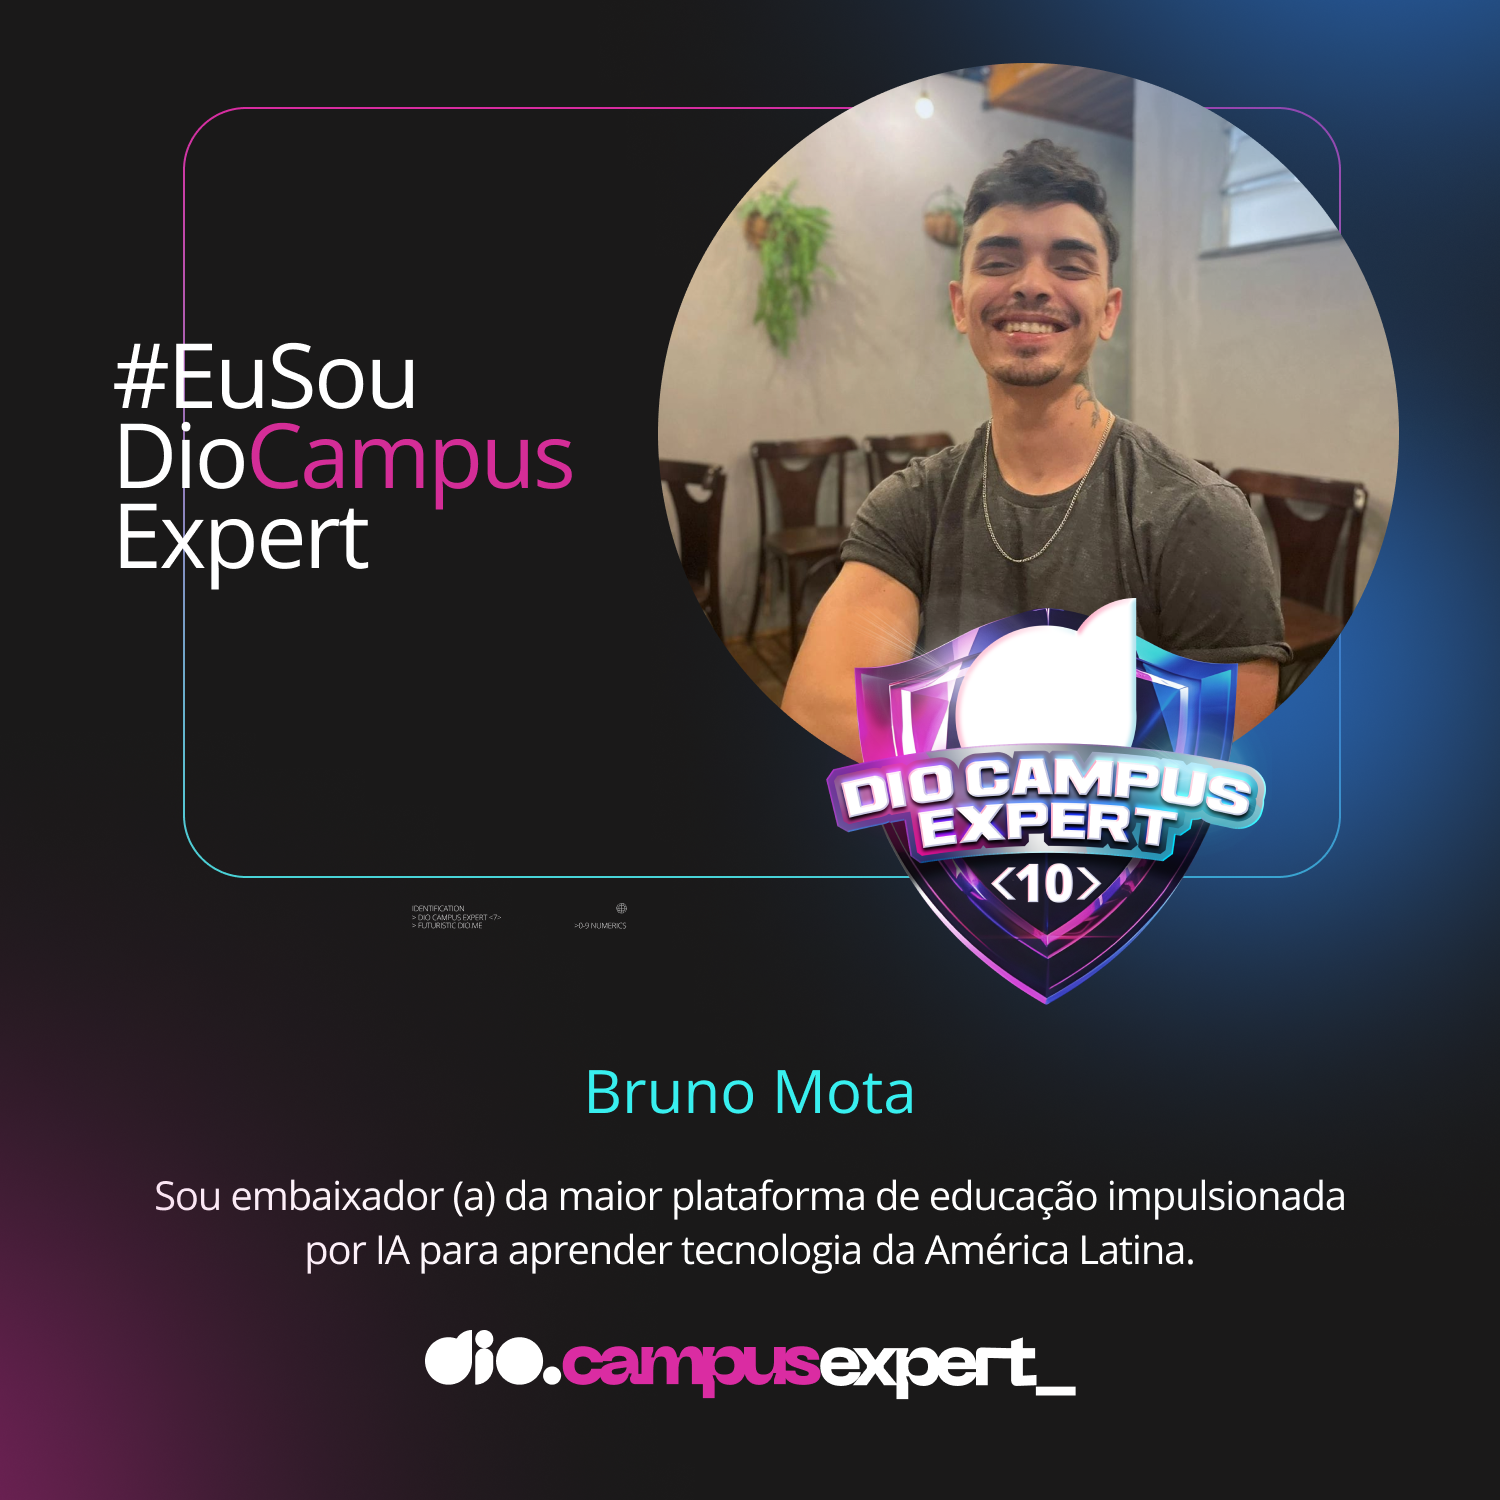 #EuSou
DioCampus
Expert
DIO CAMPUS
EXPERT
<10>
IDENTIFICATION
> DIO CAMPUS EXPERT <7>
> FUTURISTIC DIO.ME
>0-9 NUMERICS
Bruno Mota
Sou embaixador (a) da maior plataforma de educação impulsionada
por IA para aprender tecnologia da América Latina.
dio.campusexpert_